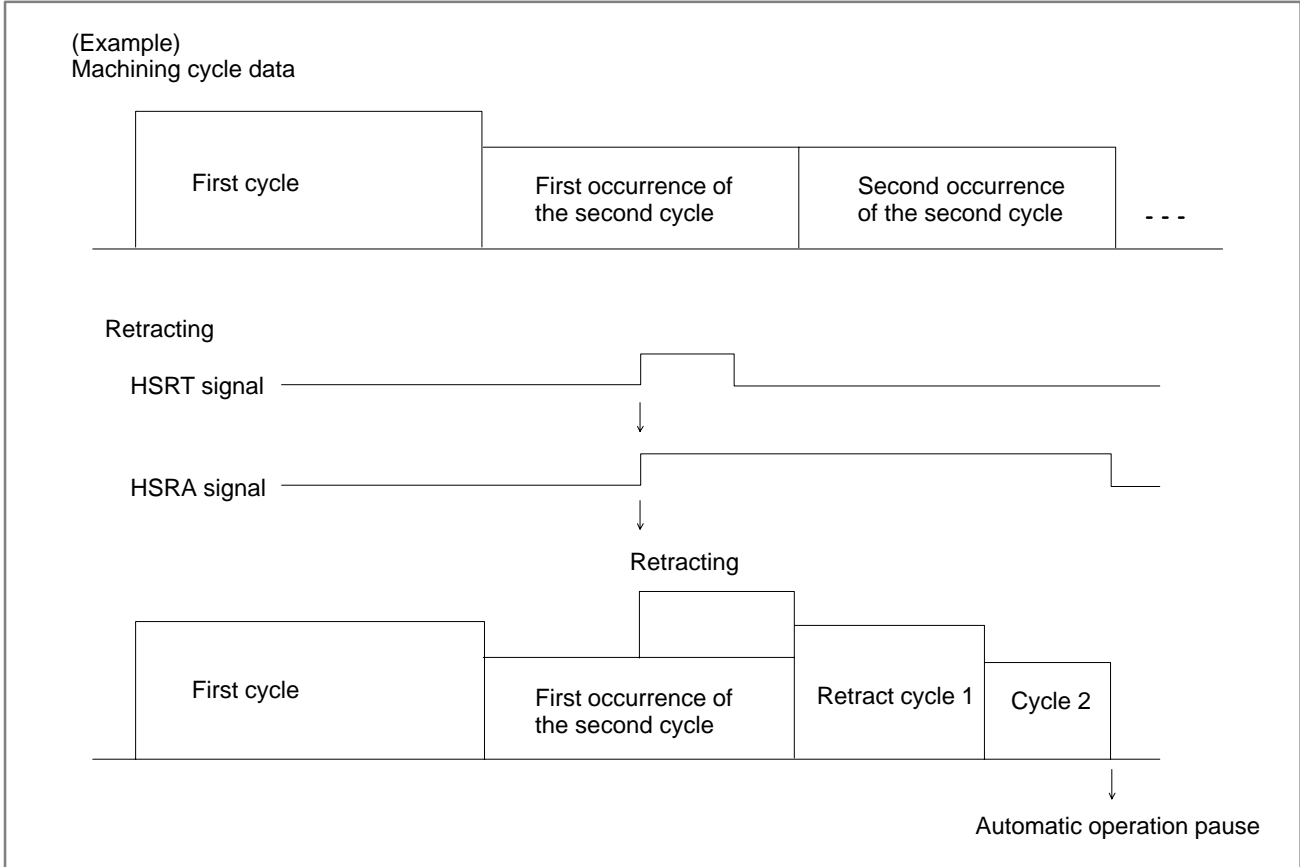 (Example)
Machining cycle data
First cycle
First occurrence of
the second cycle
Second occurrence
of the second cycle
- - -
Retracting
HSRT signal
HSRA signal
Retracting
First cycle
First occurrence of
the second cycle
Retract cycle 1
Cycle 2
Automatic operation pause